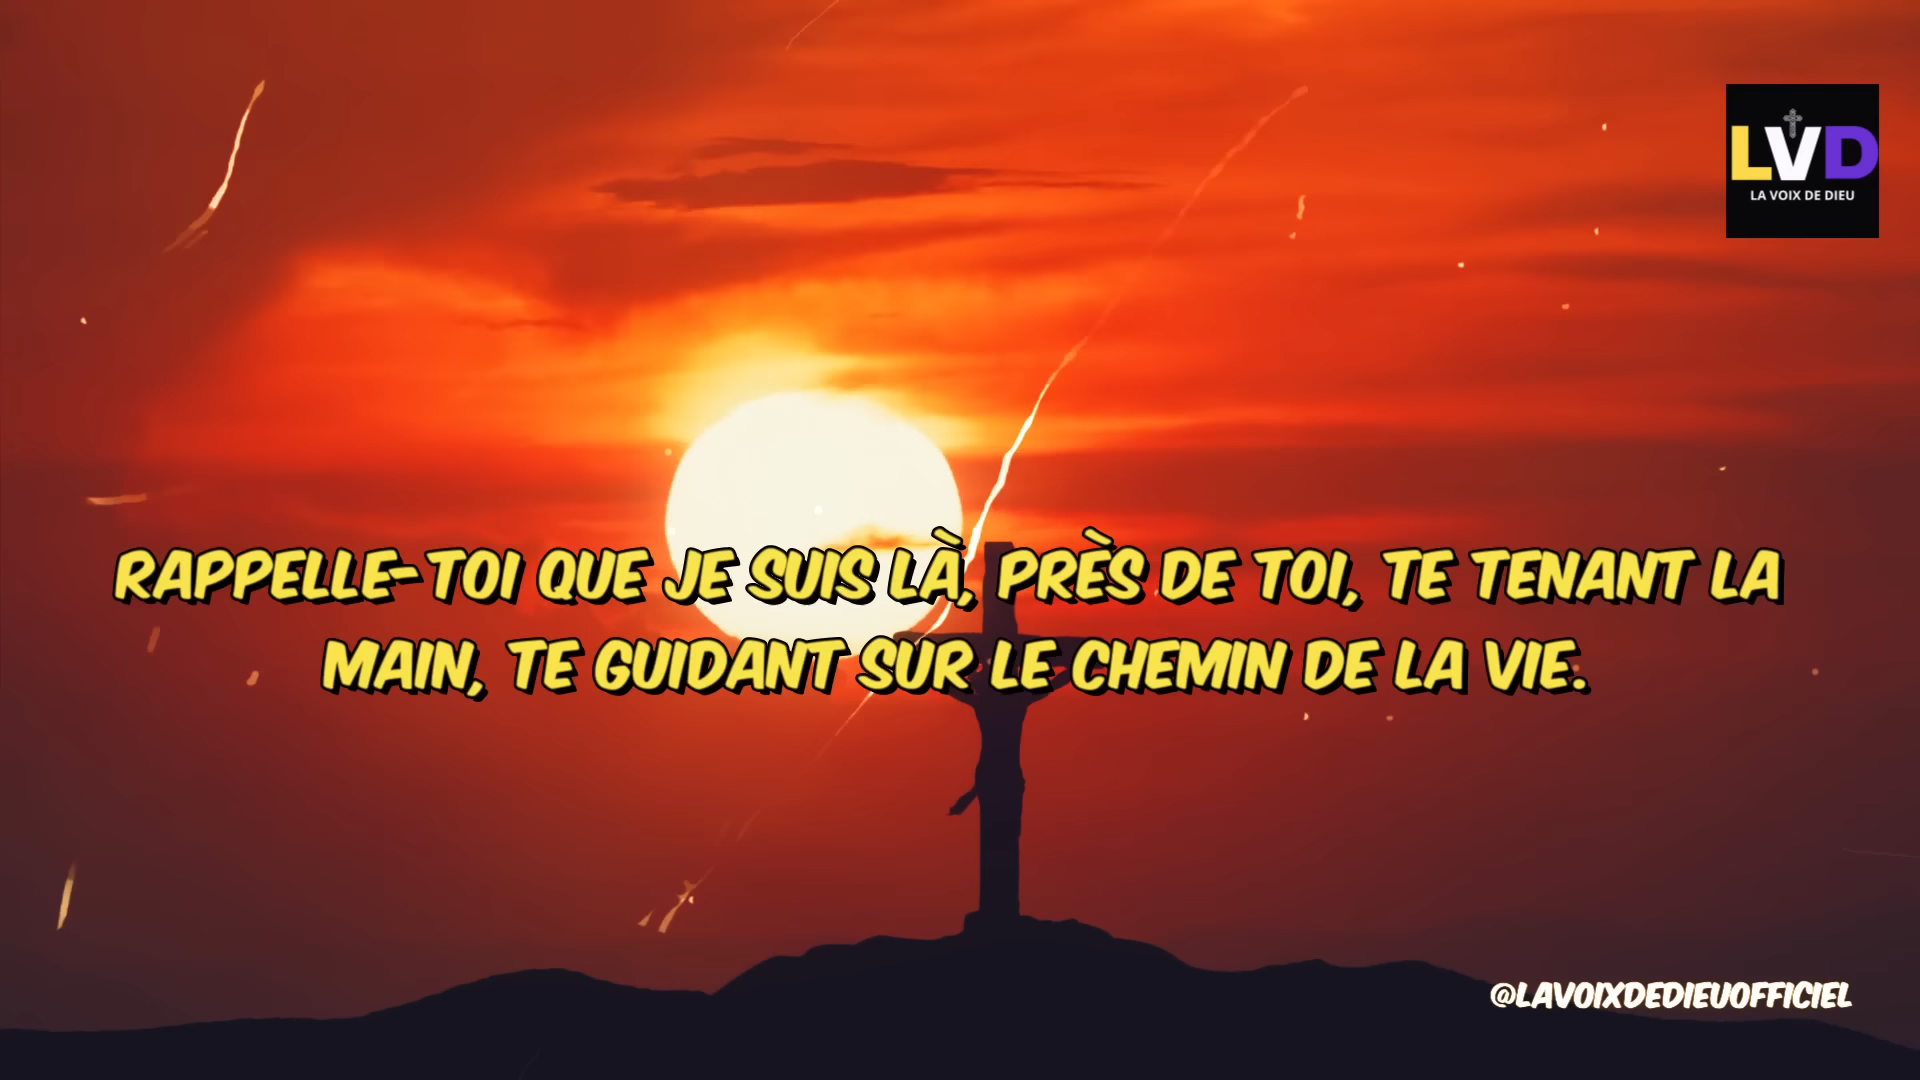 LVD
LA VOIX DE DIEU
RAPPELLE-TOI QUE JE SUIS LÀ, PRÈS DE TOI, TE TENANT LA
MAIN, TE GUIDANT SUR LE CHEMIN DE LA VIE.
@LAVOIXDEDIEUOFFICIEL